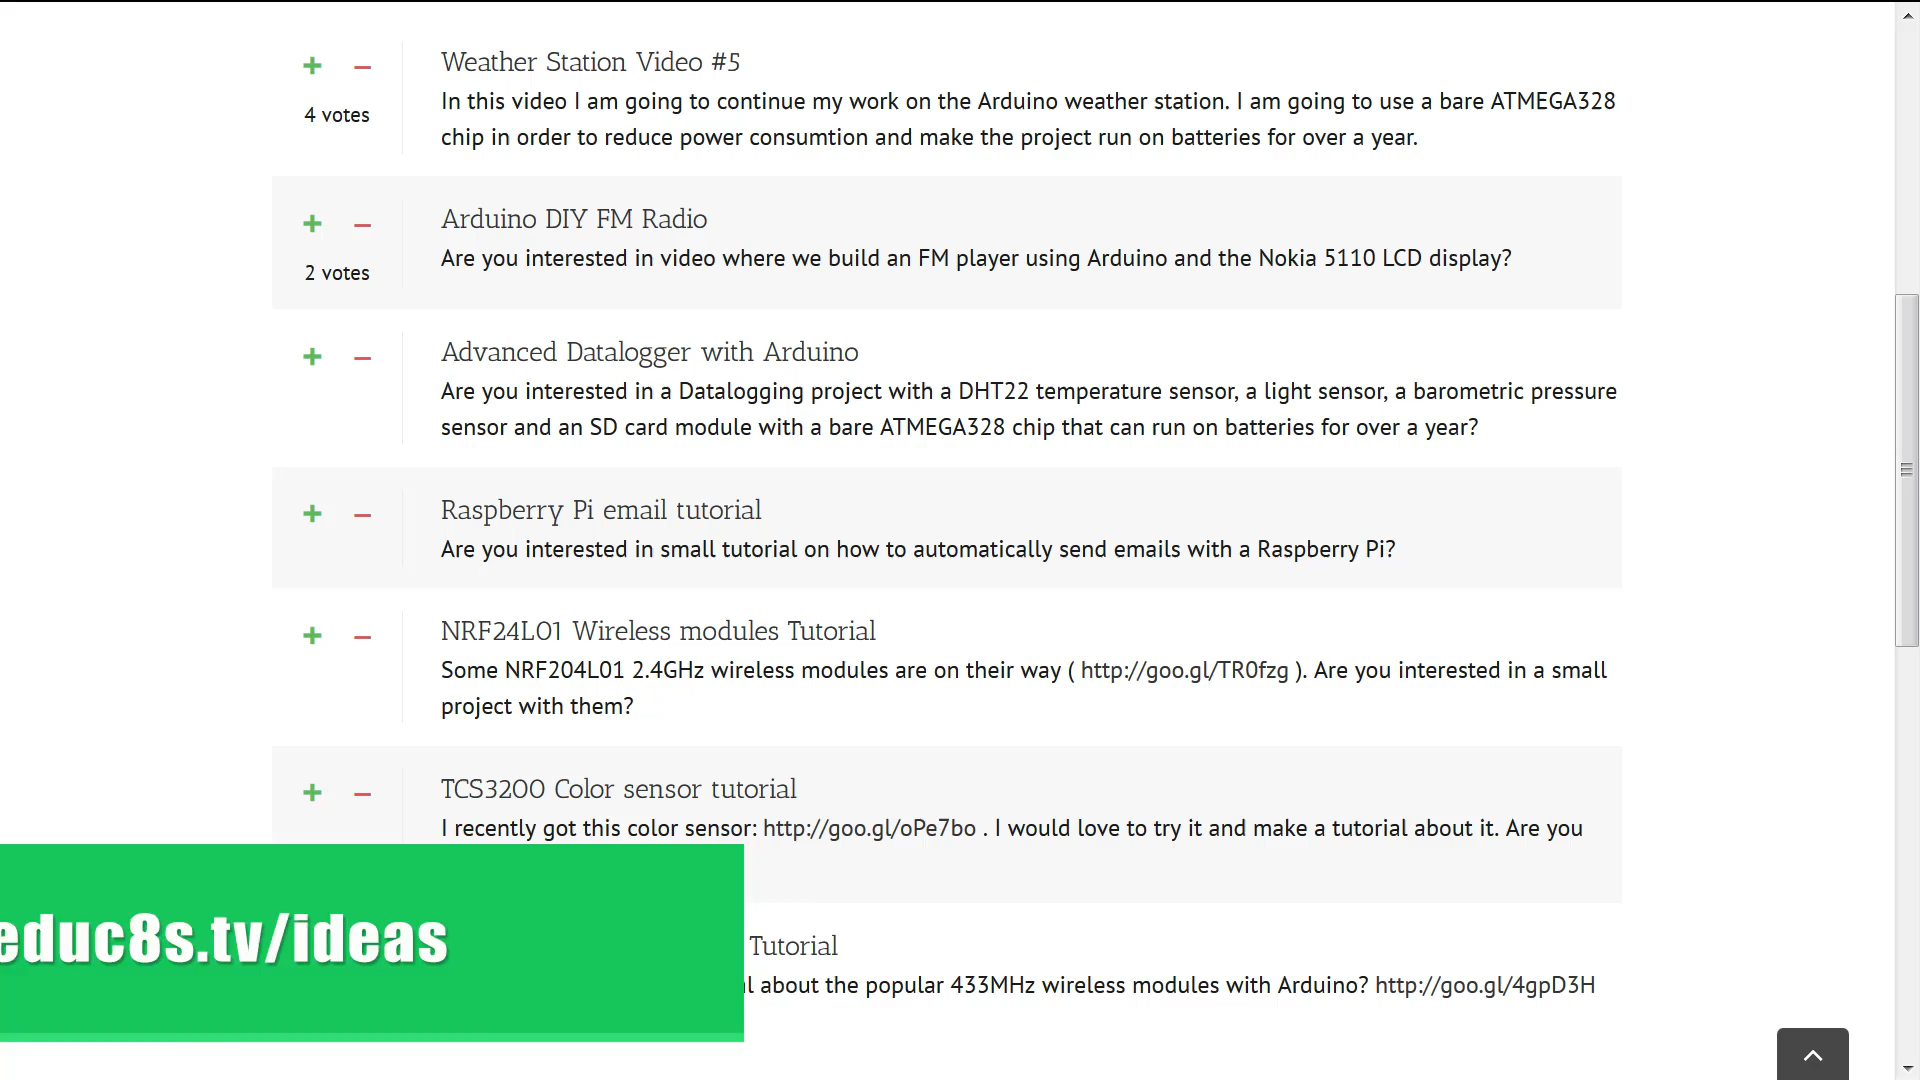 Weather Station Video #5
In this video I am going to continue my work on the Arduino weather station. I am going to use a bare ATMEGA328
4 votes
chip in order to reduce power consumtion and make the project run on batteries for over a year.
Arduino DIY FM Radio
Are you interested in video where we build an FM player using Arduino and the Nokia 5110 LCD display?
2 votes
Advanced Datalogger with Arduino
Are you interested in a Datalogging project with a DHT22 temperature sensor, a light sensor, a barometric pressure
sensor and an SD card module with a bare ATMEGA328 chip that can run on batteries for over a year?
Raspberry Pi email tutorial
Are you interested in small tutorial on how to automatically send emails with a Raspberry Pi?
NRF24L01 Wireless modules Tutorial
Some NRF204L01 2.4GHz wireless modules are on their way ( http://goo.gl/TR0fzg ). Are you interested in a small
project with them?
TCS3200 Color sensor tutorial
I recently got this color sensor: http://goo.gl/oPe7bo . I would love to try it and make a tutorial about it. Are you
educ8s.tv/ideas
Tutorial
about the popular 433MHz wireless modules with Arduino? http://goo.gl/4gpD3H